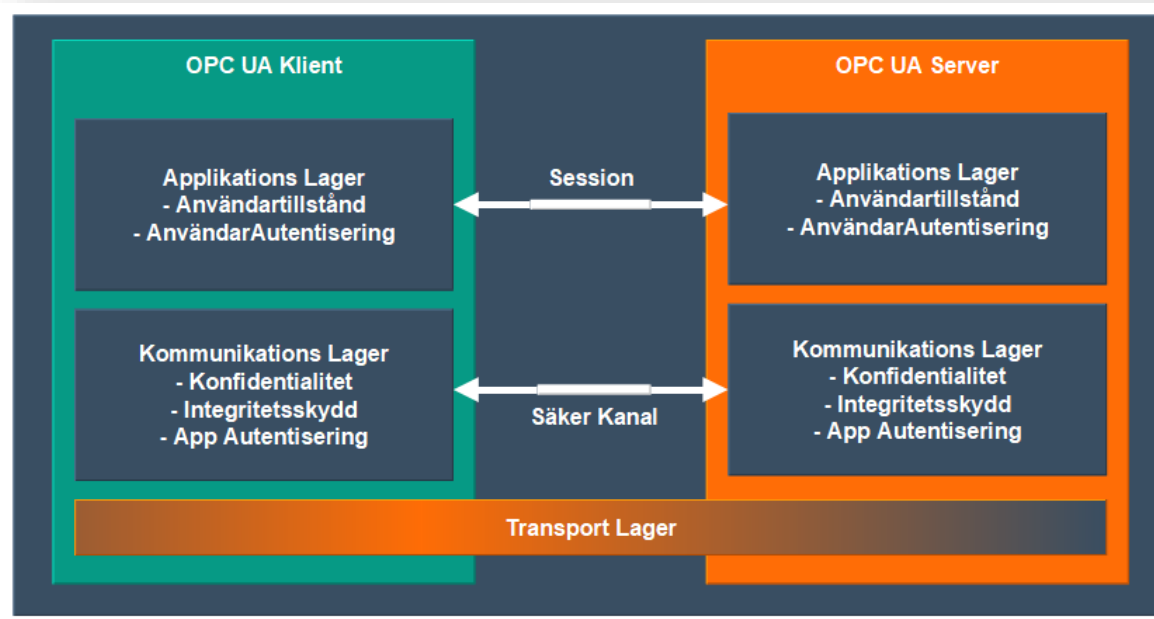 OPC UA Klient
Applikations Lager
- Användartillstånd
- AnvändarAutentisering
Kommunikations Lager
- Konfidentialitet
- Integritetsskydd
- App Autentisering
Session
Säker Kanal
OPC UA Server
Applikations Lager
- Användartillstånd
- AnvändarAutentisering
Kommunikations Lager
- Konfidentialitet
- Integritetsskydd
- App Autentisering
Transport Lager